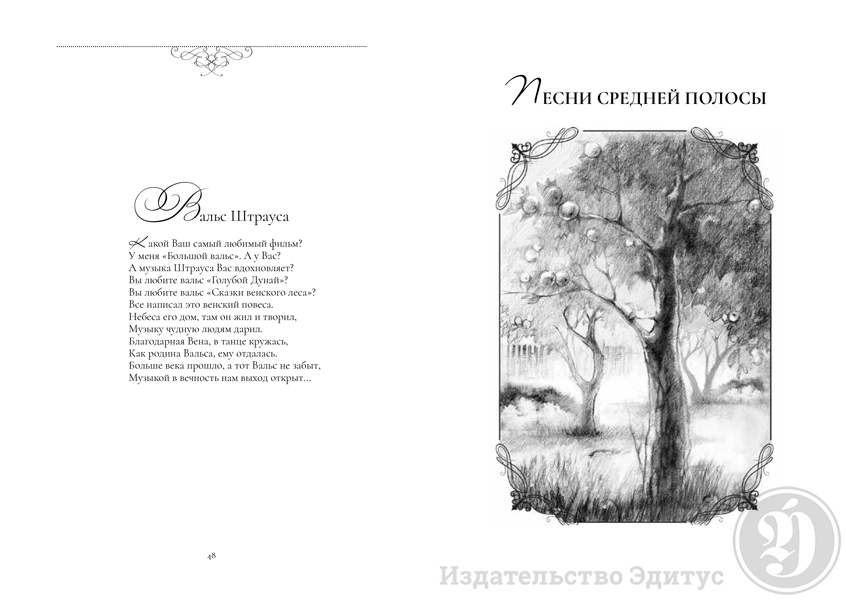 Вальс Штрауса
Какой Ваш самый любимый фильм?
У меня «Большой вальс». А у Вас?
А музыка Штрауса Вас вдохновляет?
Вы любите вальс «Голубой Дунай»?
Вы любите вальс «Сказки венского леса»?
Все написал это венский повеса.
Небеса его дом, там он жил и творил,
Музыку чудную людям дарил.
Благодарная Вена, в танце кружась,
Как родина Вальса, ему отдалась.
Больше века прошло, а тот Вальс не забыт,
Музыкой в вечность нам выход открыт...
48
Песни средней полосы
Издательство Эдитус